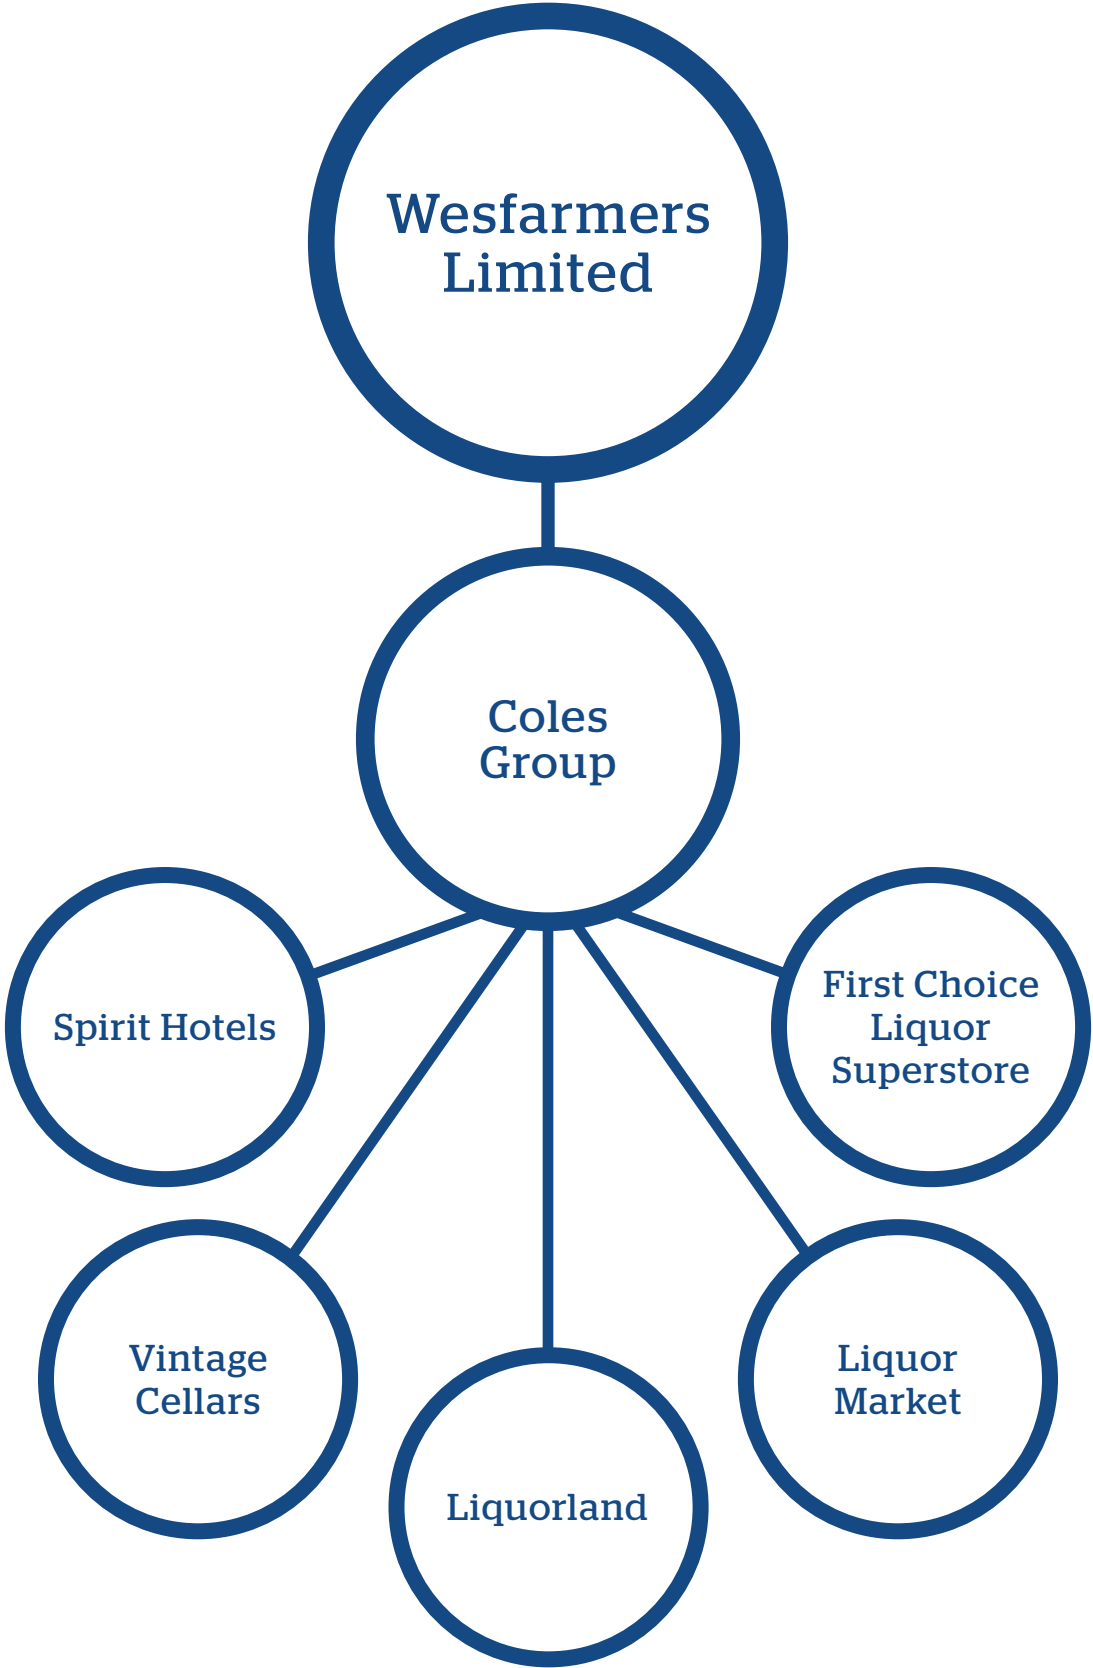 Wesfarmers
Limited
Coles
Group
Spirit Hotels
First Choice
Liquor
Superstore
Vintage
Cellars
Liquor
Market
Liquorland